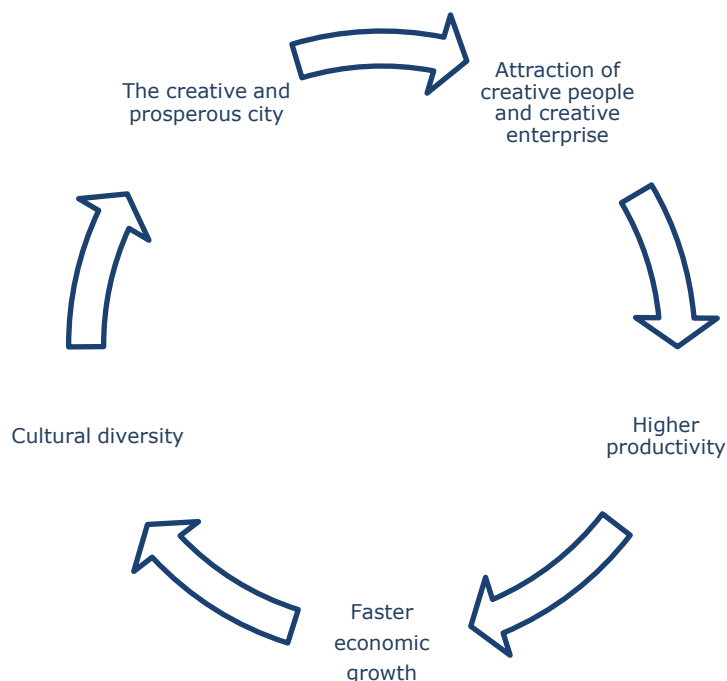 The creative and
prosperous city
Attraction of
creative people
and creative
enterprise
Higher
productivity
Faster
economic
growth
Cultural diversity